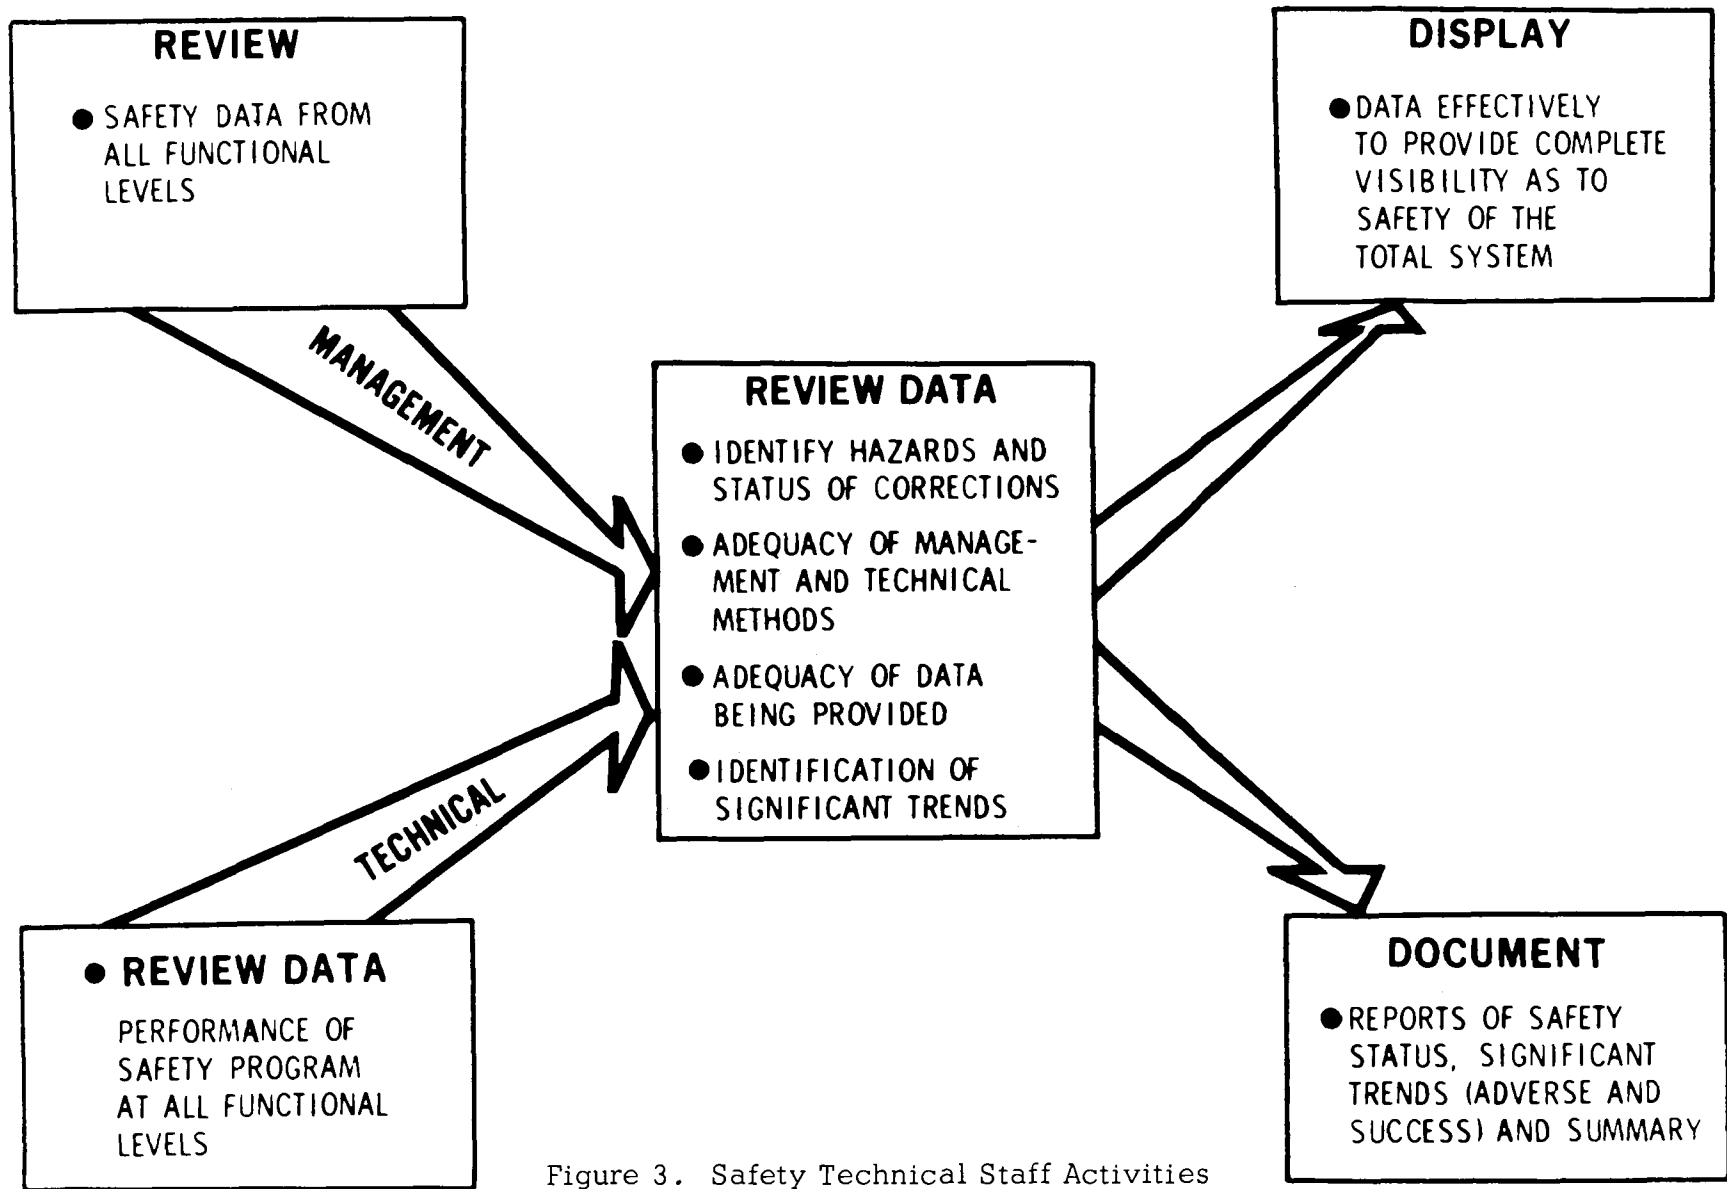 REVIEW
● SAFETY DATA FROM
ALL FUNCTIONAL
LEVELS
DISPLAY
● DATA EFFECTIVELY
TO PROVIDE COMPLETE
VISIBILITY AS TO
SAFETY OF THE
TOTAL SYSTEM
MANAGEMENT
REVIEW DATA
● IDENTIFY HAZARDS AND
STATUS OF CORRECTIONS
● ADEQUACY OF MANAGE-
MENT AND TECHNICAL
METHODS
● ADEQUACY OF DATA
BEING PROVIDED
● IDENTIFICATION OF
SIGNIFICANT TRENDS
TECHNICAL
● REVIEW DATA
PERFORMANCE OF
SAFETY PROGRAM
AT ALL FUNCTIONAL
LEVELS
DOCUMENT
● REPORTS OF SAFETY
STATUS, SIGNIFICANT
TRENDS (ADVERSE AND
SUCCESS) AND SUMMARY
Figure 3. Safety Technical Staff Activities